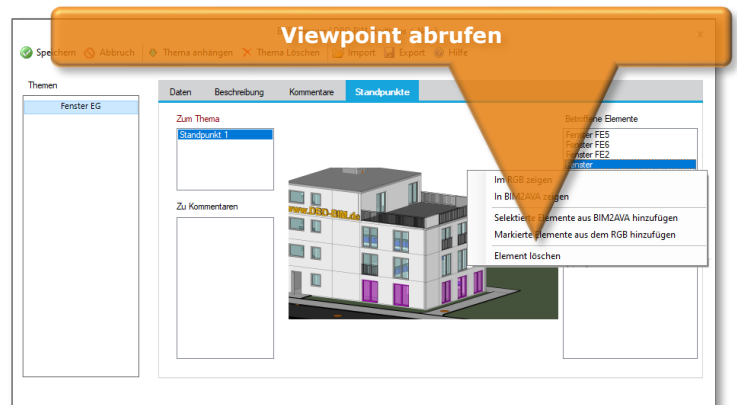 Viewpoint abrufen
x
Speichern Abbruch Thema anhängen Thema Löschen Import Export Hilfe
Themen
Fenster EG
Daten Beschreibung Kommentare Standpunkte
Zum Thema
Standpunkt 1
Zu Kommentaren
www.DBD-BIM.de
Betroffene Elemente
Fenster FE5
Fenster FE6
Fenster FE2
Fenster
Im RGB zeigen
In BIM2AVA zeigen
Selektierte Elemente aus BIM2AVA hinzufügen
Markierte Elemente aus dem RGB hinzufügen
Element löschen